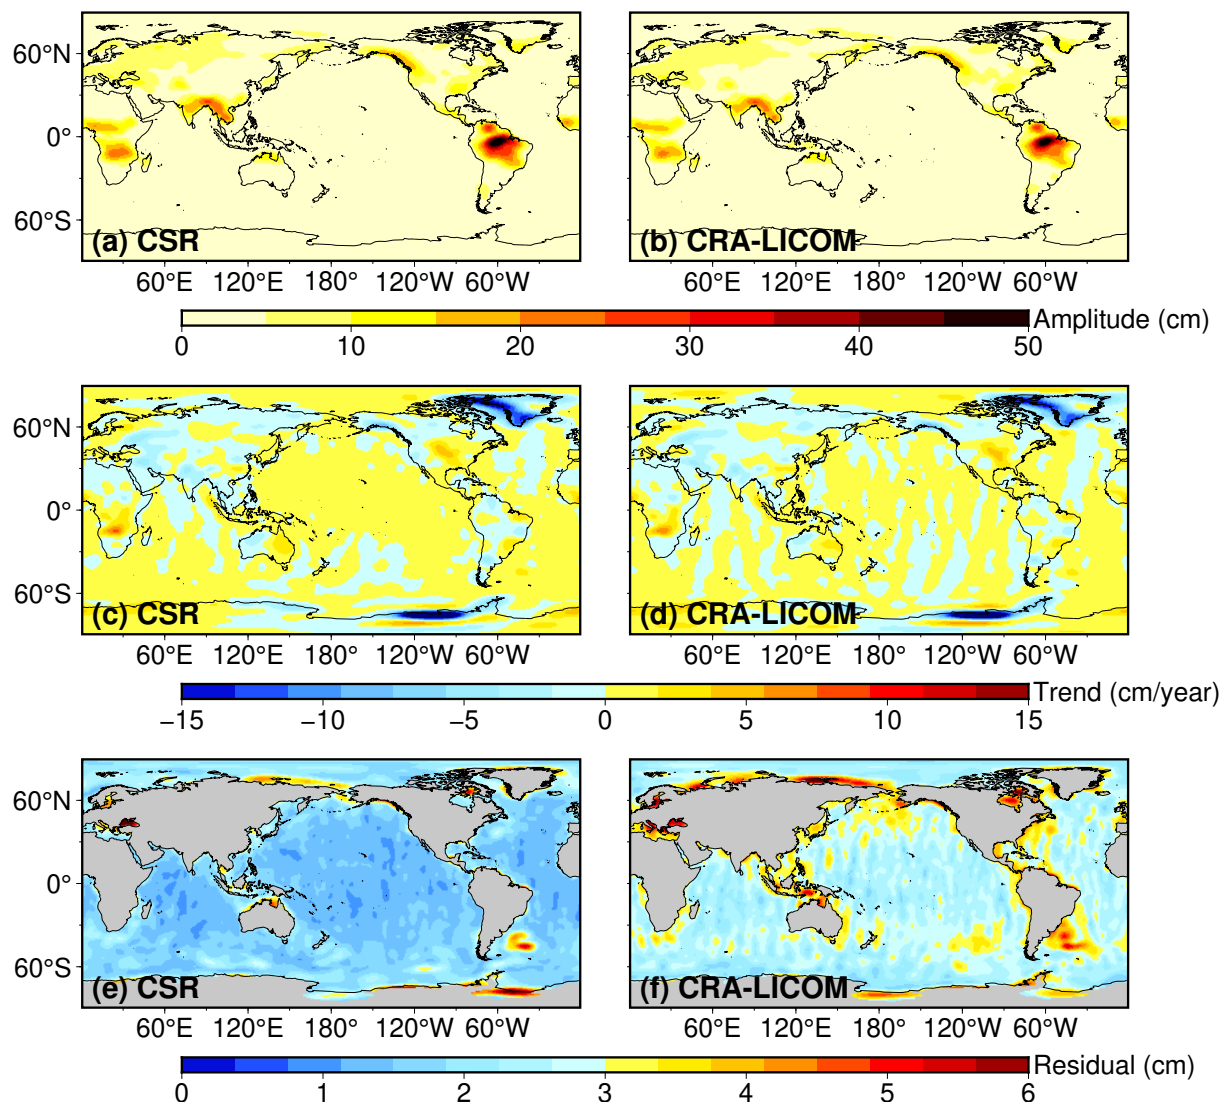 60°N
0°
60°S
(a) CSR
(b) CRA-LICOM
60°E 120°E 180° 120°W 60°W
60°E 120°E 180° 120°W 60°W
0 10 20 30 40 50 Amplitude (cm)
60°N
0°
60°S
(c) CSR
(d) CRA-LICOM
60°E 120°E 180° 120°W 60°W
60°E 120°E 180° 120°W 60°W
−15 −10 −5 0 5 10 15 Trend (cm/year)
60°N
0°
60°S
(e) CSR
(f) CRA-LICOM
60°E 120°E 180° 120°W 60°W
60°E 120°E 180° 120°W 60°W
0 1 2 3 4 5 6 Residual (cm)